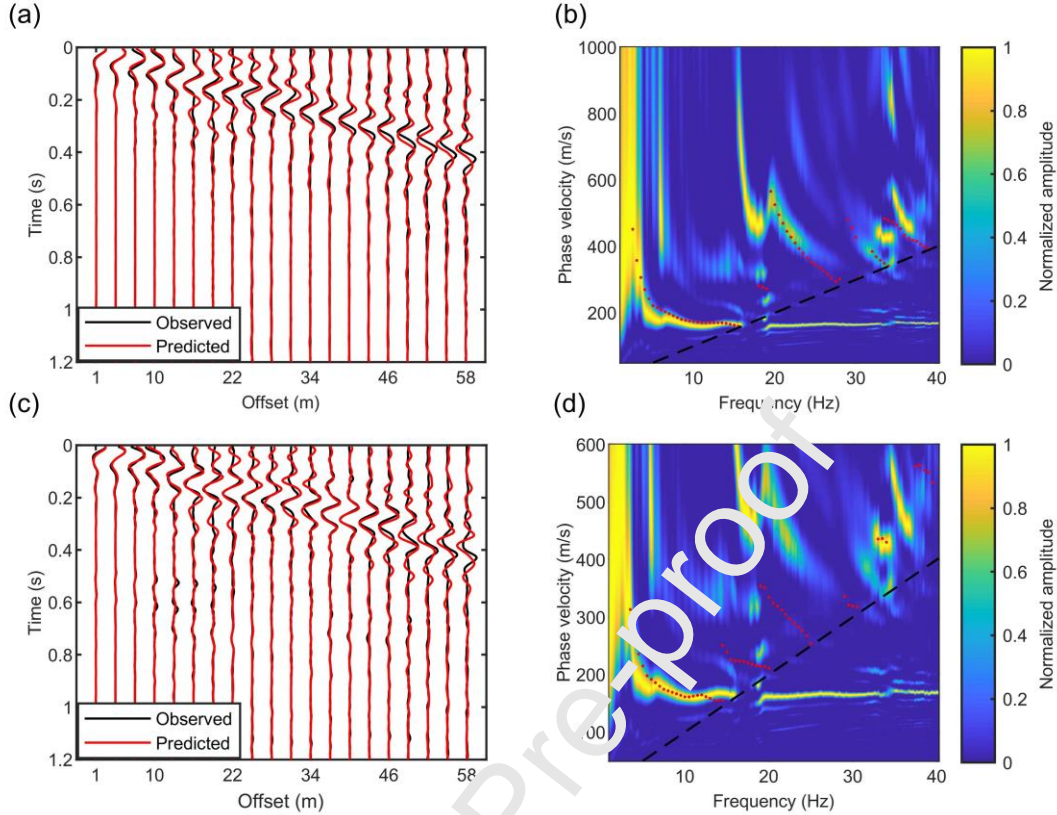 (a)
0
0.2
0.4
0.6
0.8
1
1.2
Time (s)
Observed
Predicted
1 10 22 34 46 58
Offset (m)
(b)
1000
800
600
400
200
Phase velocity (m/s)
10 20 30 40
Frequency (Hz)
1
0.8
0.6
0.4
0.2
0
Normalized amplitude
(c)
0
0.2
0.4
0.6
0.8
1
1.2
Time (s)
Observed
Predicted
1 10 22 34 46 58
Offset (m)
(d)
600
500
400
300
200
Phase velocity (m/s)
10 20 30 40
Frequency (Hz)
1
0.8
0.6
0.4
0.2
0
Normalized amplitude
Pre-proof